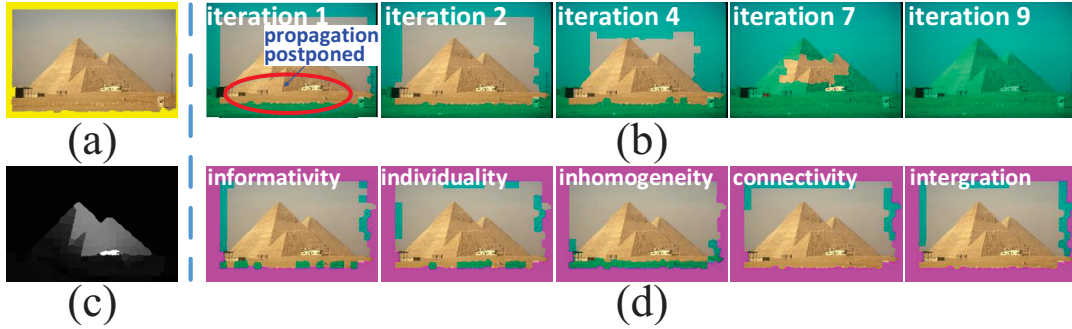 iteration 1 iteration 2 iteration 4 iteration 7 iteration 9
propagation
postponed
(a) (b)
informativity individuality inhomogeneity connectivity intergration
(c) (d)